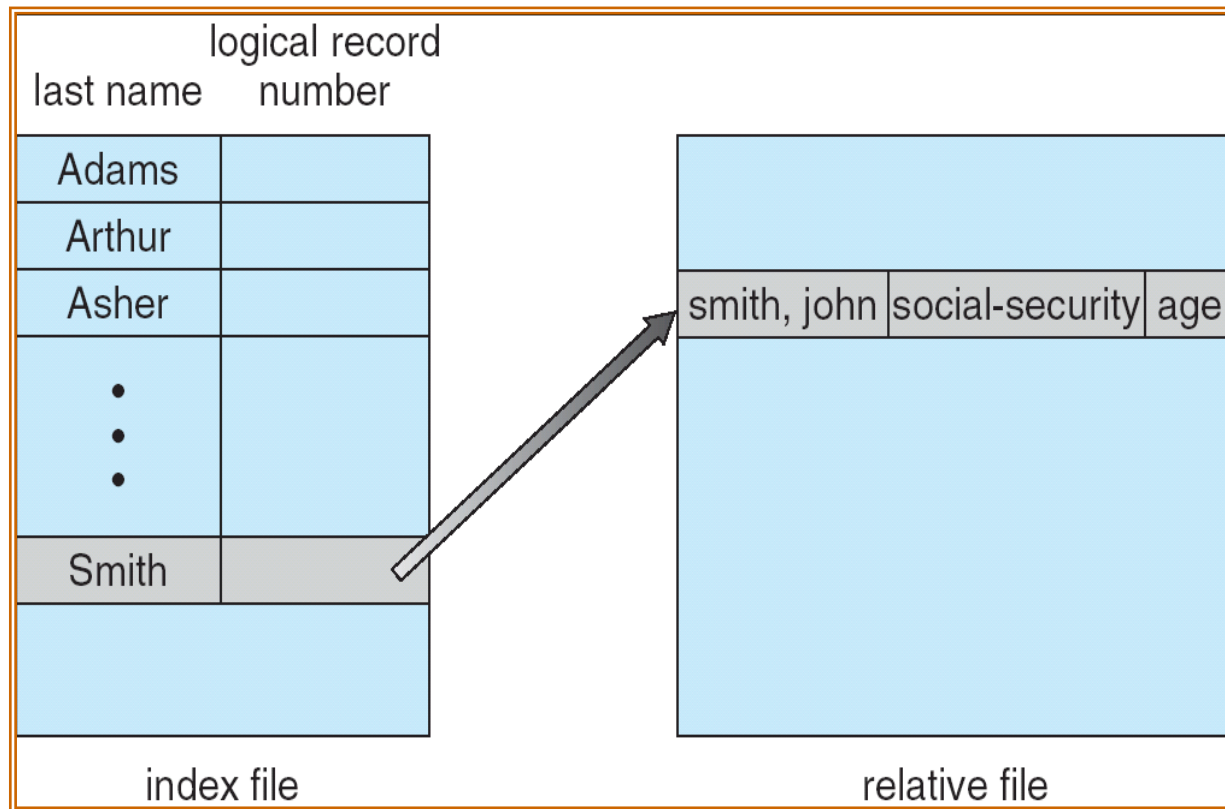 logical record
last name number
Adams
Arthur
Asher
Smith
smith, john social-security age
index file relative file